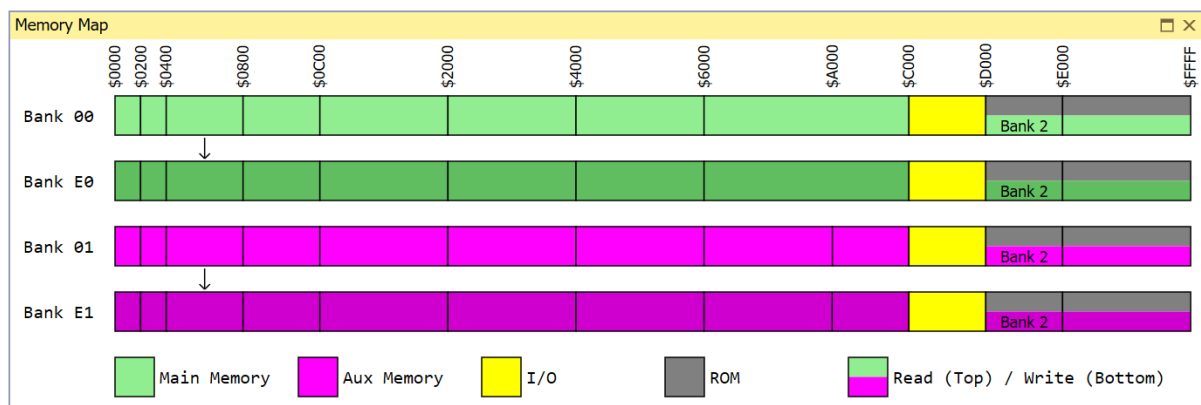 Memory Map
$0000 $0200 $0400 $0800 $0C00 $2000 $4000 $6000 $A000 $C000 $D000 $E000 $FFFF
Bank 00
Bank 2
Bank E0
Bank 2
Bank 01
Bank 2
Bank E1
Bank 2
Main Memory Aux Memory I/O ROM Read (Top) / Write (Bottom)